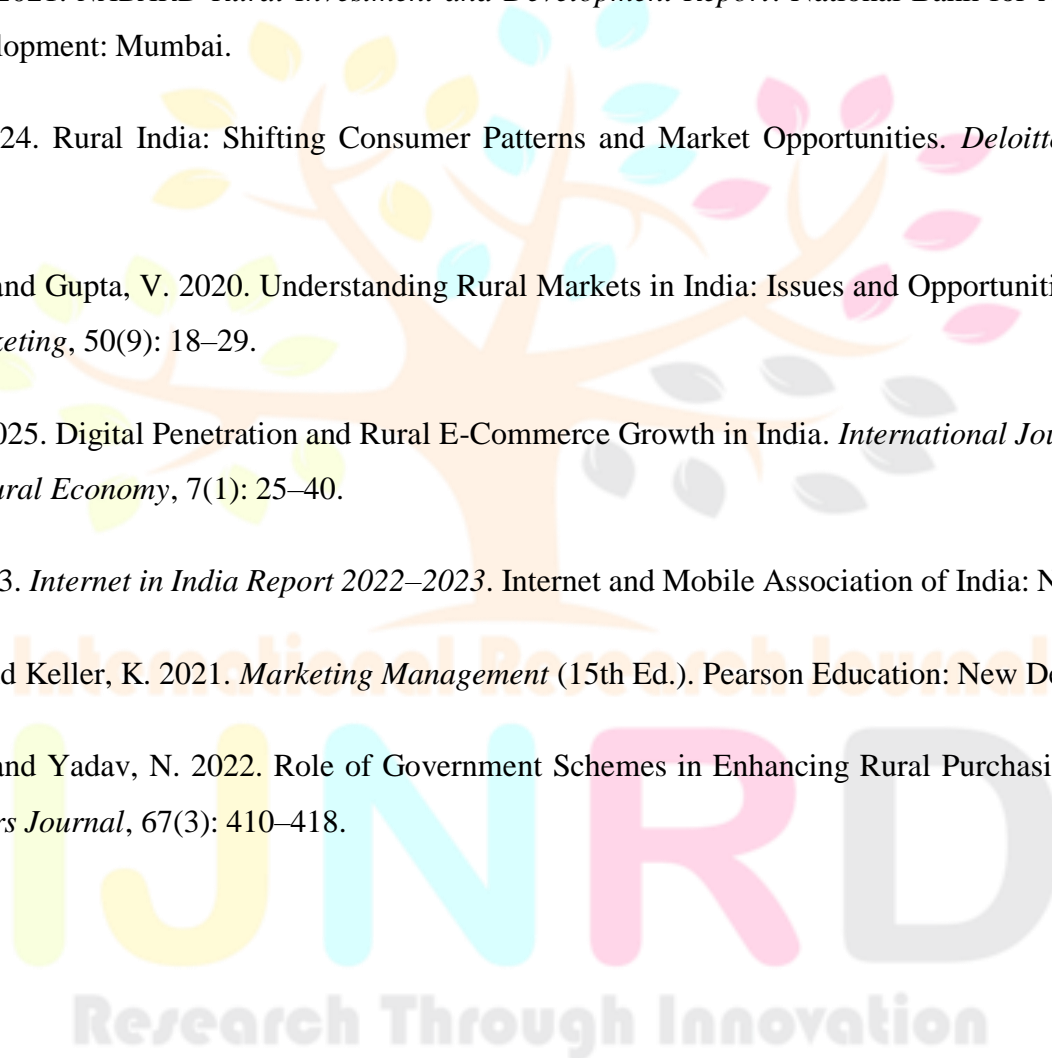 2021. NABARD Rural Investment and Development Report. National Bank for
lopment: Mumbai.
24. Rural India: Shifting Consumer Patterns and Market Opportunities. Deloitte
and Gupta, V. 2020. Understanding Rural Markets in India: Issues and Opportuniti
keting, 50(9): 18–29.
025. Digital Penetration and Rural E-Commerce Growth in India. International Jou
ural Economy, 7(1): 25–40.
3. Internet in India Report 2022–2023. Internet and Mobile Association of India: N
International Research Journal
d Keller, K. 2021. Marketing Management (15th Ed.). Pearson Education: New De
and Yadav, N. 2022. Role of Government Schemes in Enhancing Rural Purchasi
rs Journal, 67(3): 410–418.
IJNRD
Research Through Innovation